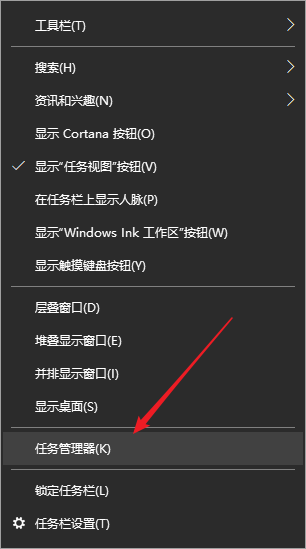 工具栏(T)
搜索(H)
资讯和兴趣(N)
显示 Cortana 按钮(O)
显示“任务视图”按钮(V)
在任务栏上显示人脉(P)
显示“Windows Ink 工作区”按钮(W)
显示触摸键盘按钮(Y)
层叠窗口(D)
堆叠显示窗口(E)
并排显示窗口(I)
显示桌面(S)
任务管理器(K)
锁定任务栏(L)
任务栏设置(T)